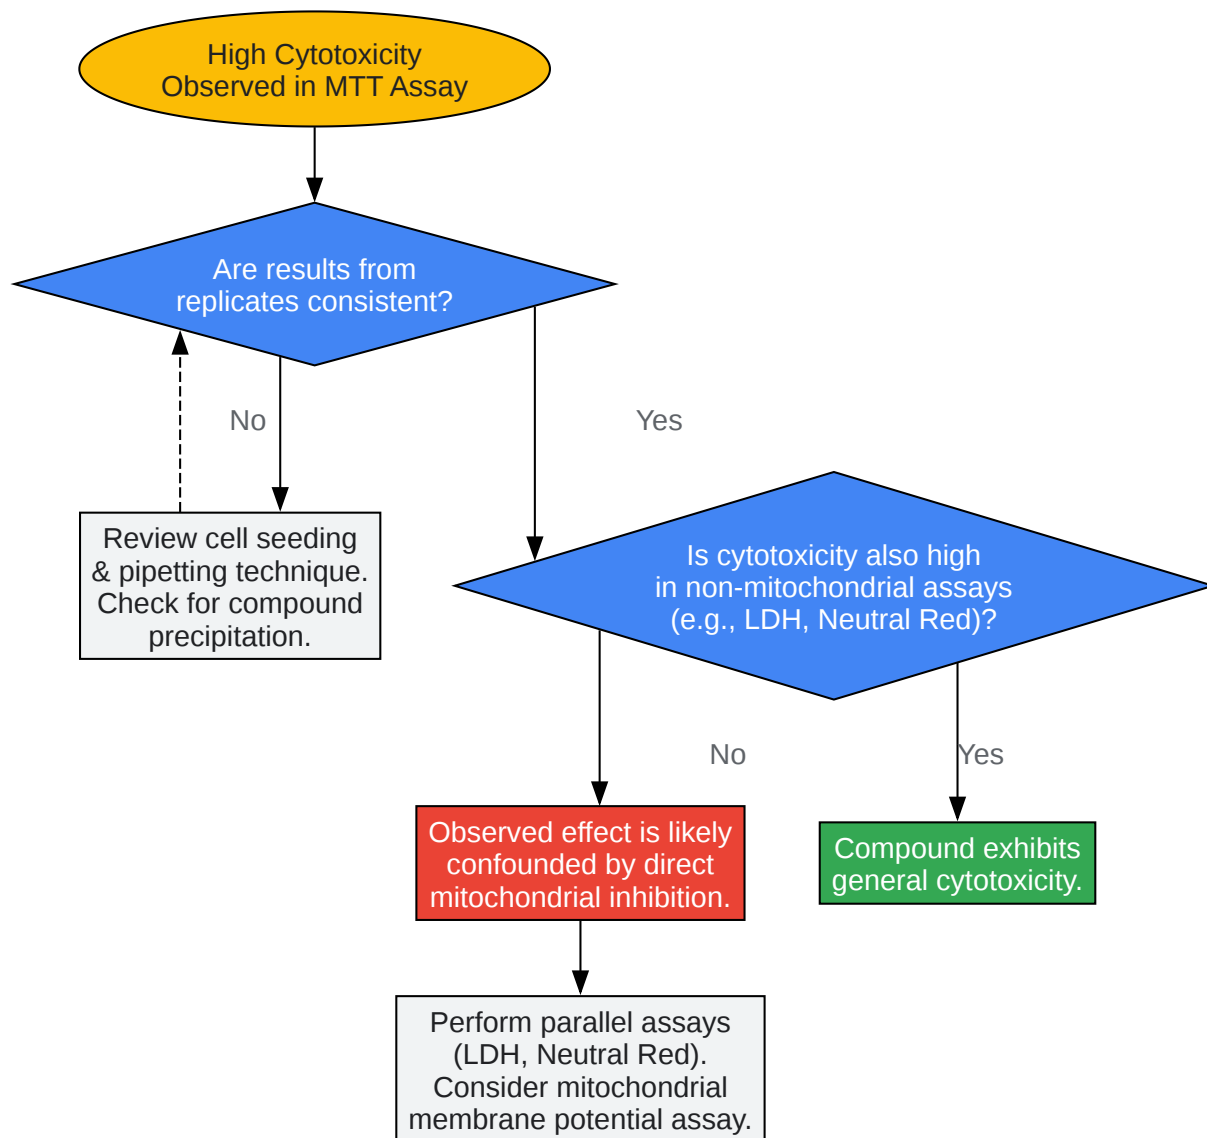 High Cytotoxicity
Observed in MTT Assay
Are results from
replicates consistent?
No
Yes
Review cell seeding
& pipetting technique.
Check for compound
precipitation.
Is cytotoxicity also high
in non-mitochondrial assays
(e.g., LDH, Neutral Red)?
No
Yes
Observed effect is likely
confounded by direct
mitochondrial inhibition.
Compound exhibits
general cytotoxicity.
Perform parallel assays
(LDH, Neutral Red).
Consider mitochondrial
membrane potential assay.